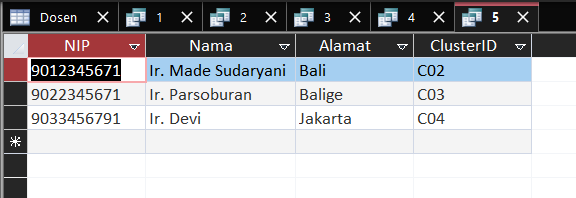 Dosen 1 2 3 4 5
NIP Nama Alamat ClusterID
9012345671 Ir. Made Sudaryani Bali C02
9022345671 Ir. Parsoburan Balige C03
9033456791 Ir. Devi Jakarta C04